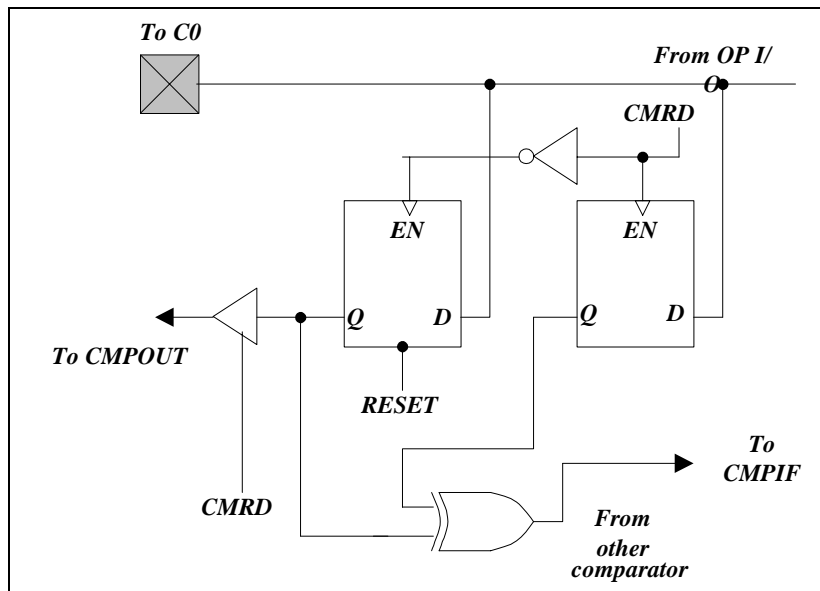 To C0
From OP I/
O
CMRD
EN
EN
Q
D
Q
D
To CMPOUT
RESET
To
CMPIF
CMRD
From
other
comparator